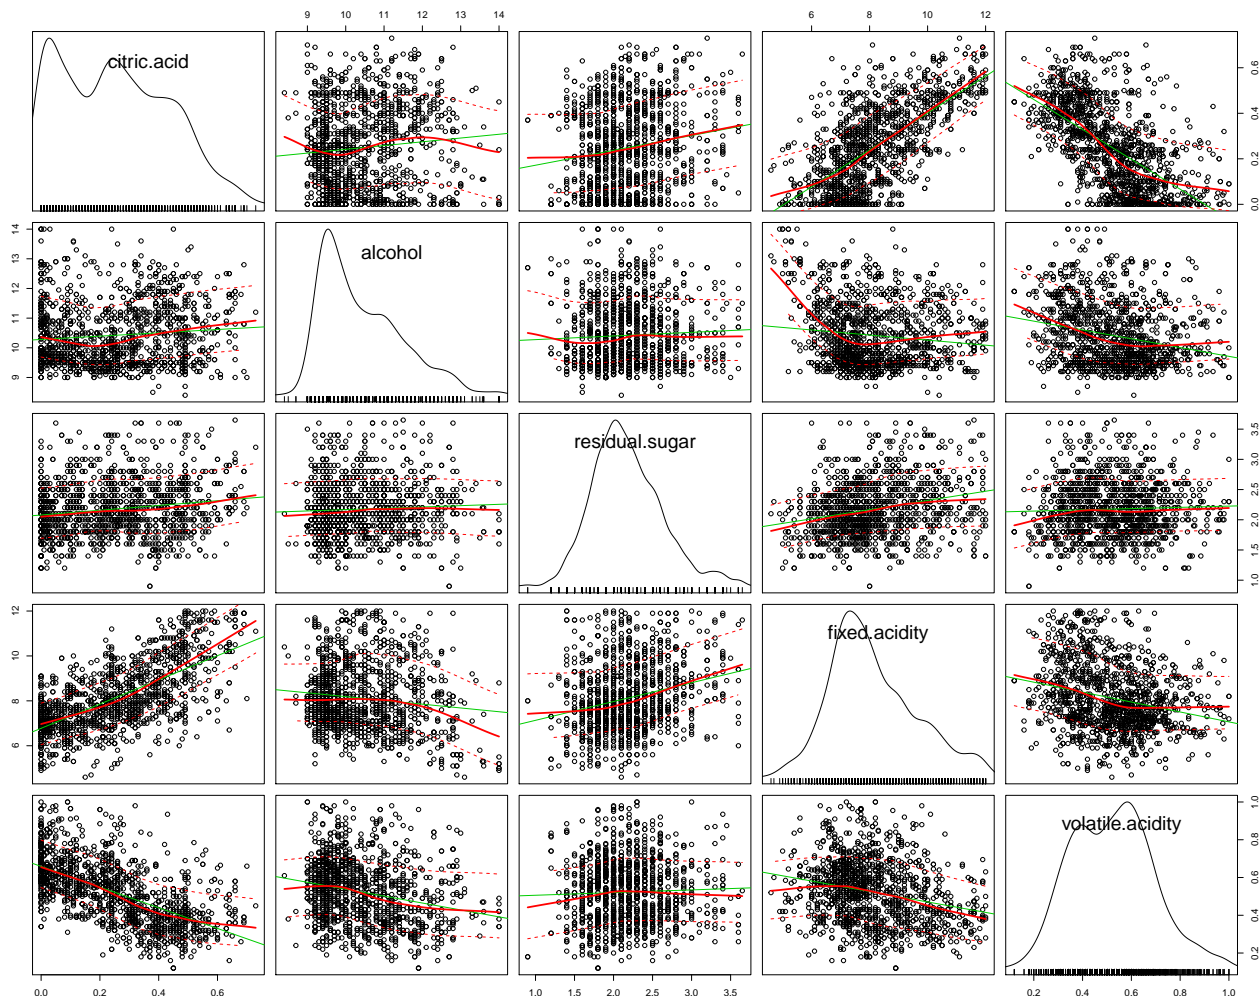 9 10 11 12 13 14
6 8 10 12
citric.acid
0.0 0.2 0.4 0.6
9 10 11 12 13 14
alcohol
residual.sugar
1.0 1.5 2.0 2.5 3.0 3.5
6 8 10 12
fixed.acidity
volatile.acidity
0.2 0.4 0.6 0.8 1.0
0.0 0.2 0.4 0.6
1.0 1.5 2.0 2.5 3.0 3.5
0.2 0.4 0.6 0.8 1.0